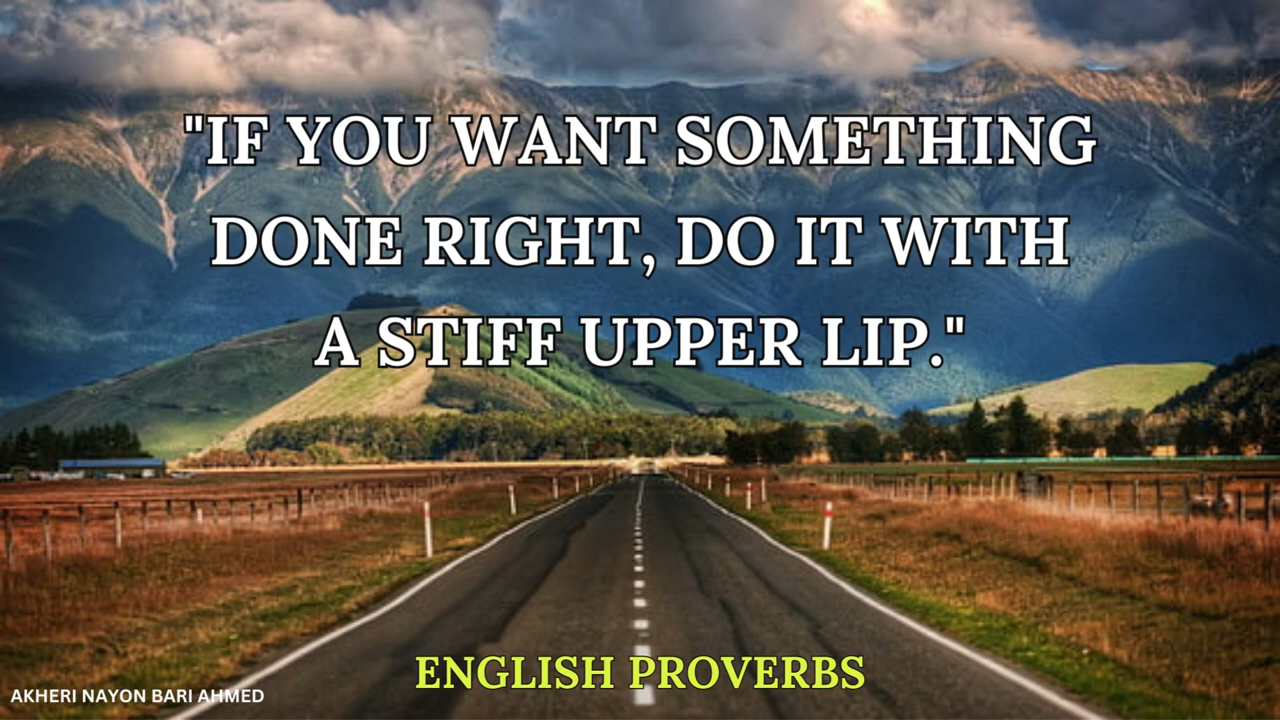 "IF YOU WANT SOMETHING
DONE RIGHT, DO IT WITH
A STIFF UPPER LIP."
ENGLISH PROVERBS
AKHERI NAYON BARI AHMED